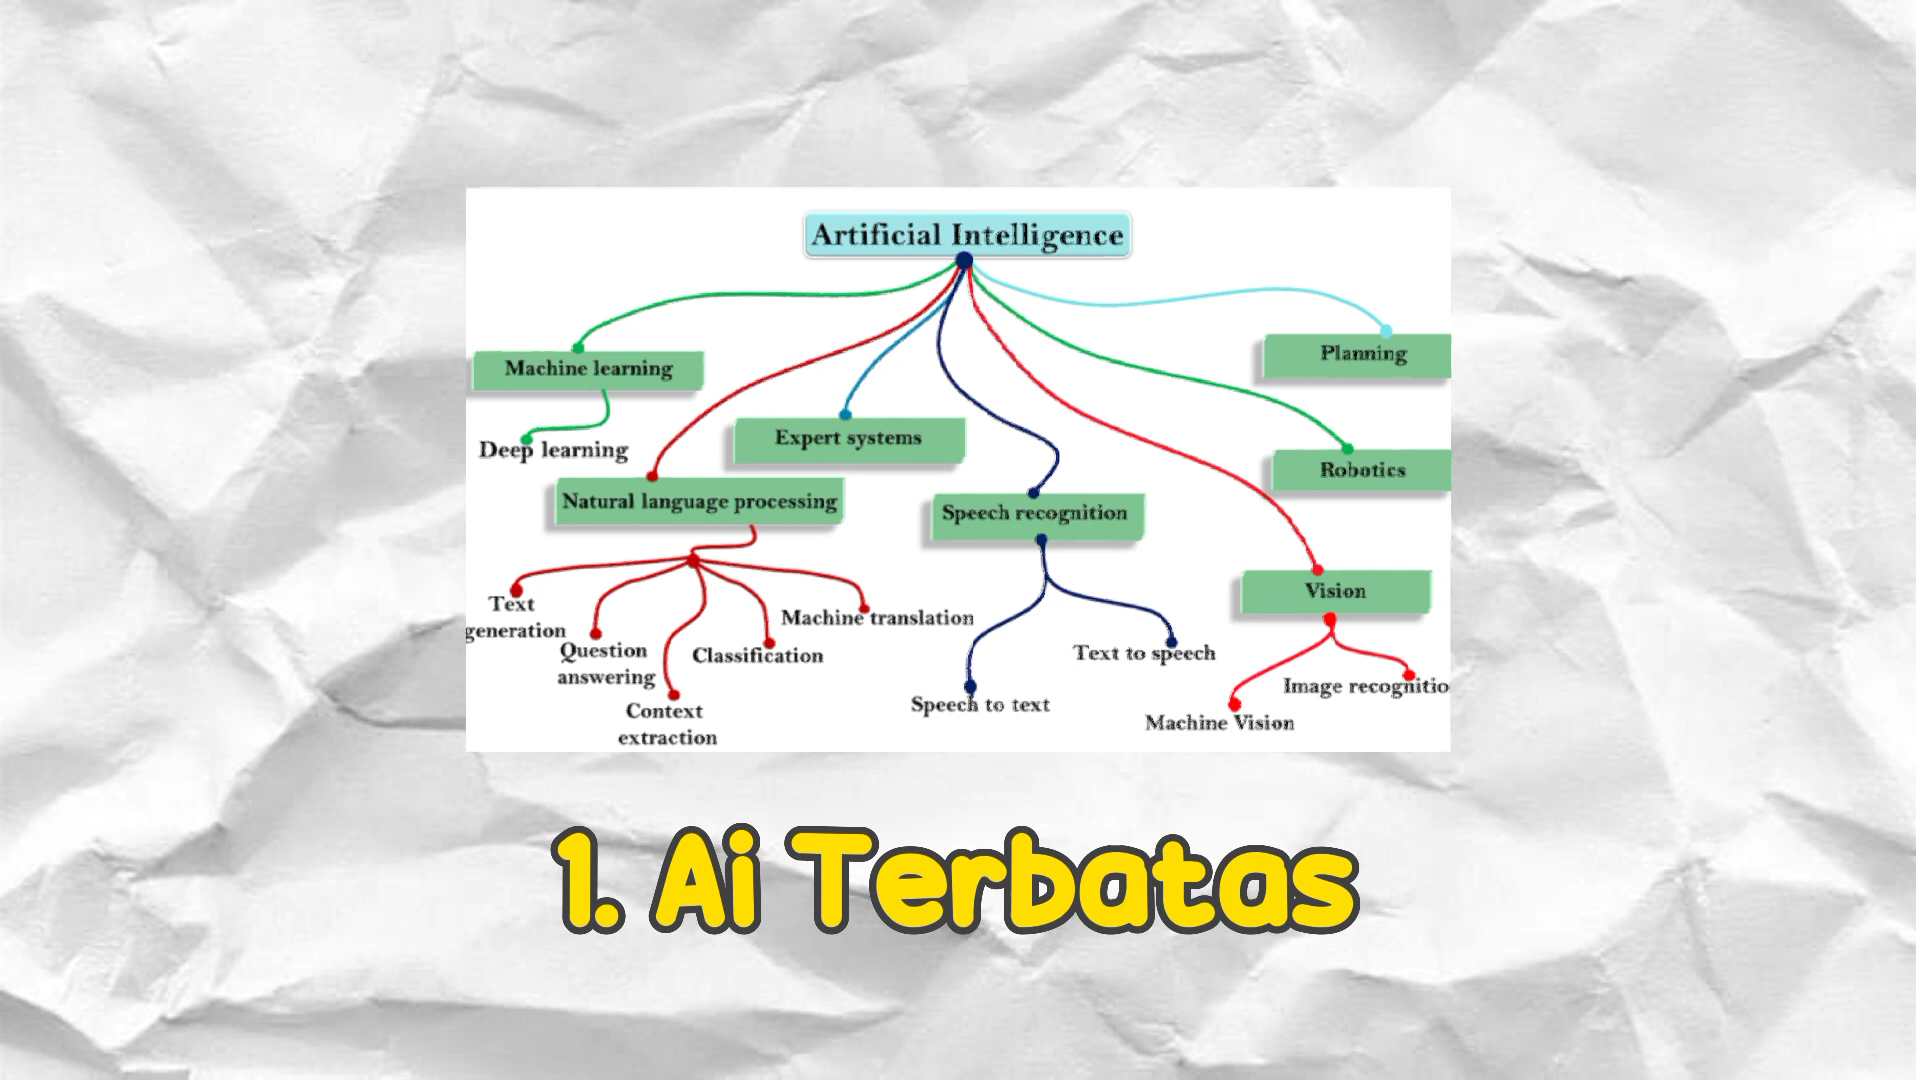 Artificial Intelligence
Planning
Machine learning
Expert systems
Deep learning
Robotics
Natural language processing
Speech recognition
Vision
Text
generation
Question
answering
Context
extraction
Classification
Machine translation
Speech to text
Text to speech
Machine Vision
Image recognitio
1. Ai Terbatas